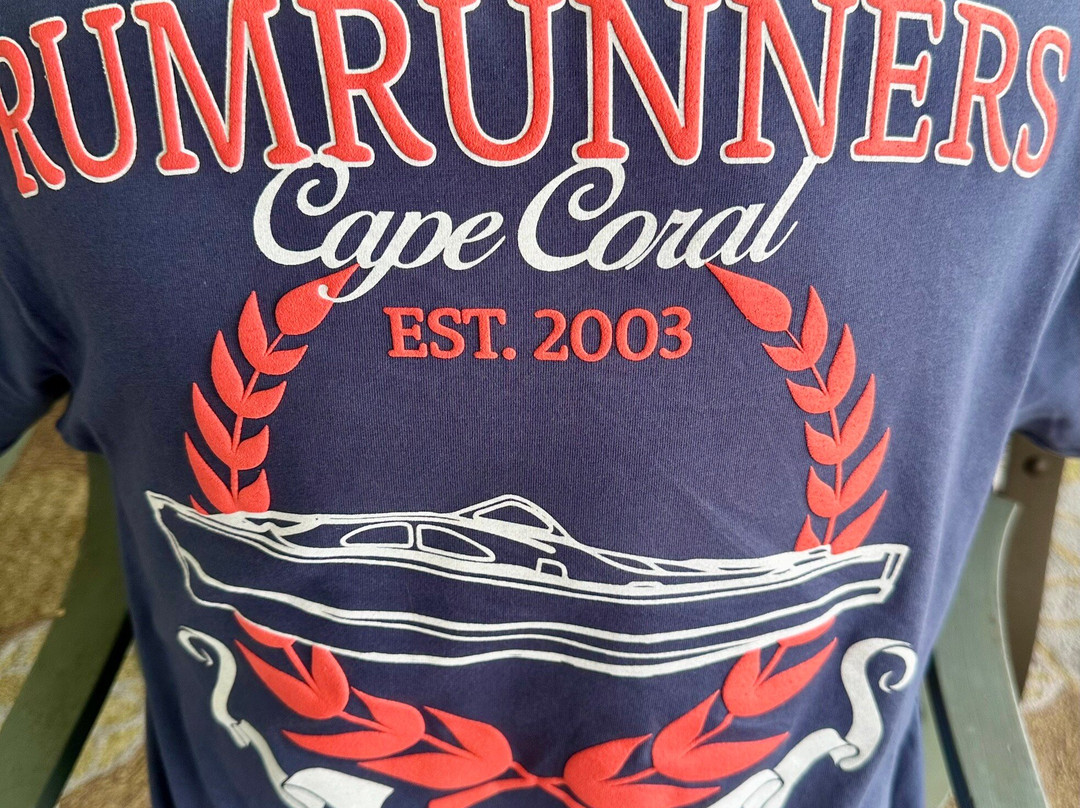 RUMRUNNERS
Cape Coral
EST. 2003